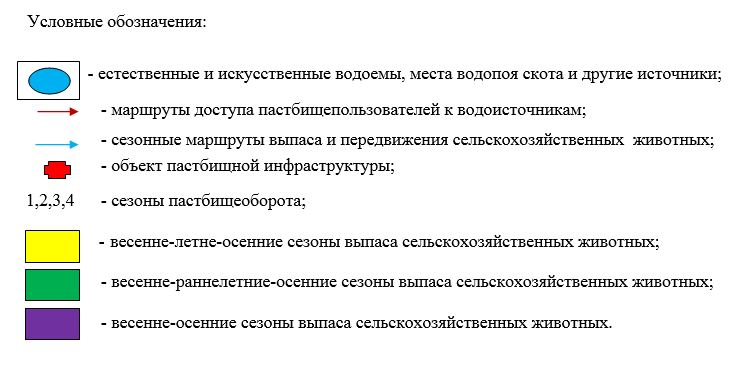 Условные обозначения:
- естественные и искусственные водоемы, места водопоя скота и другие источники;
- маршруты доступа пастбищепользователей к водоисточникам;
- сезонные маршруты выпаса и передвижения сельскохозяйственных животных;
- объект пастбищной инфраструктуры;
1,2,3,4 - сезоны пастбищеоборота;
- весенне-летне-осенние сезоны выпаса сельскохозяйственных животных;
- весенне-раннелетние-осенние сезоны выпаса сельскохозяйственных животных;
- весенне-осенние сезоны выпаса сельскохозяйственных животных.